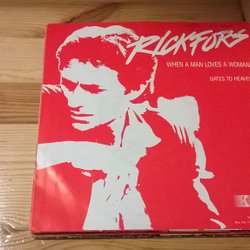 RICKFORS
WHEN A MAN LOVES A WOMAN
GATES TO HEAVEN